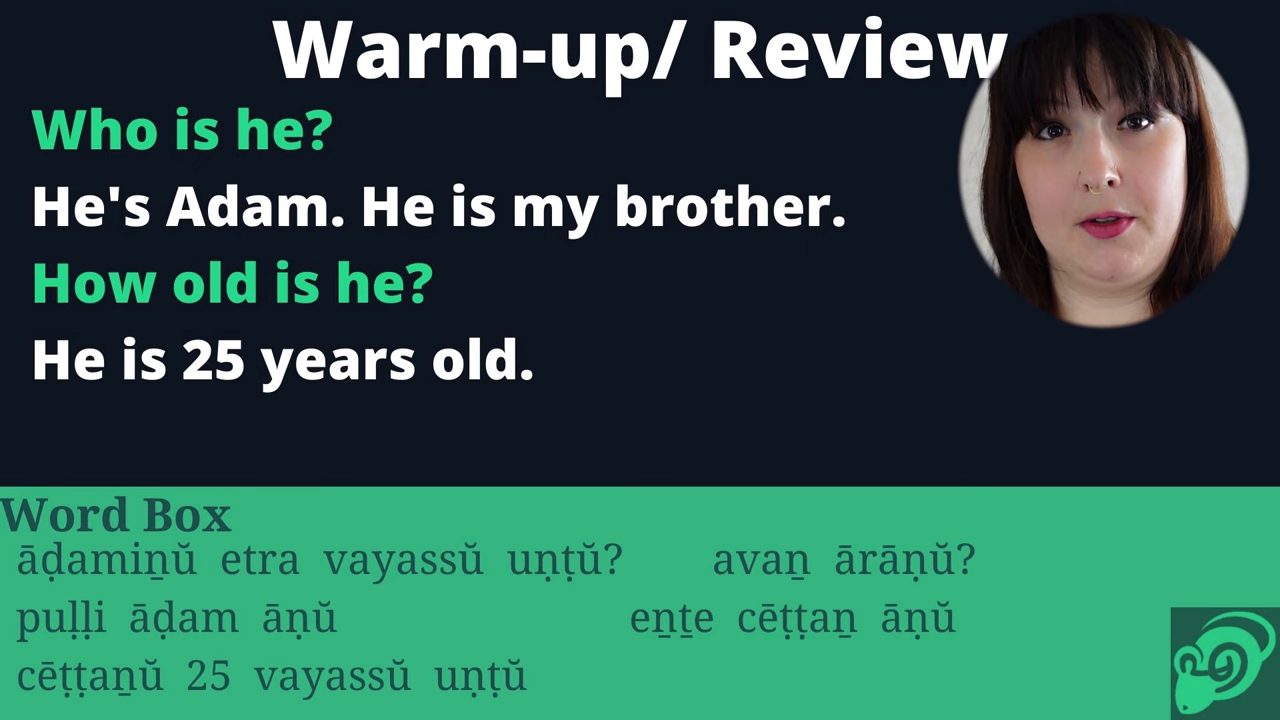 Warm-up/ Review
Who is he?
He's Adam. He is my brother.
How old is he?
He is 25 years old.
Word Box
āḍamiṉŭ etra vayassŭ uṇṭŭ? avaṉ ārāṇŭ?
puḷḷi āḍam āṇŭ eṉṯe cēṭṭaṉ āṇŭ
cēṭṭaṉŭ 25 vayassŭ uṇṭŭ